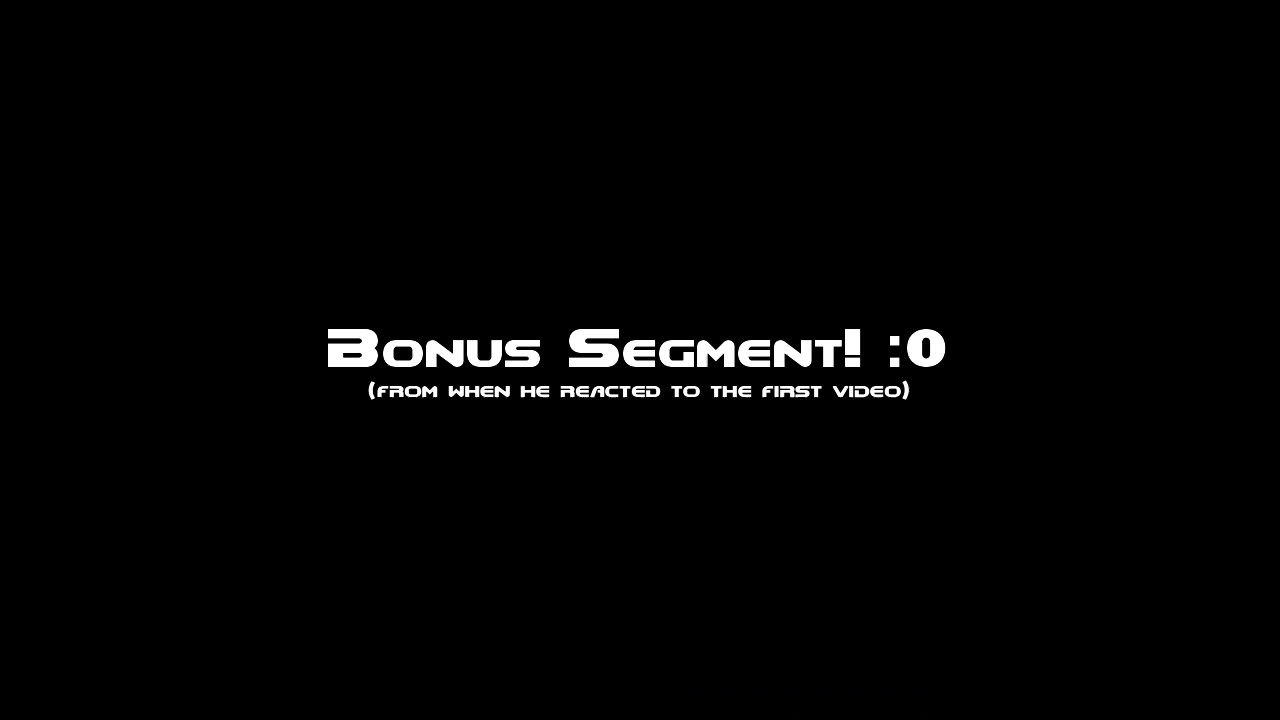 Bonus Segment! :0
(from when he reacted to the first video)